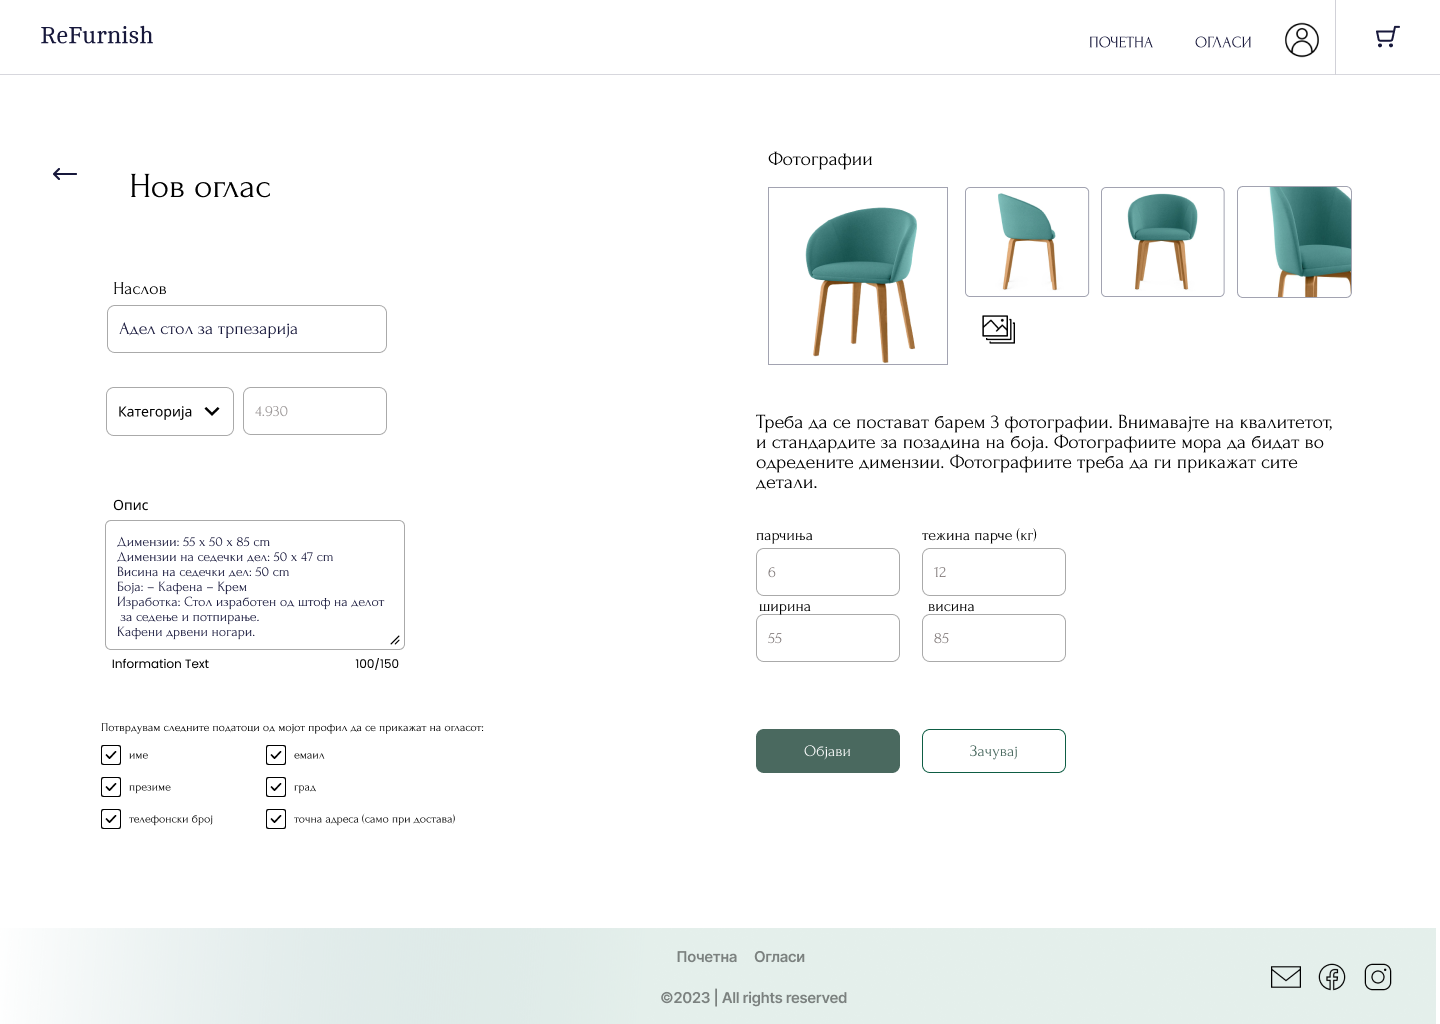 ReFurnish
ПОЧЕТНА
ОГЛАСИ
Нов оглас
Наслов
Адел стол за трпезарија
Категорија
4.930
Опис
Димензии: 55 x 50 x 85 cm
Димензии на седечки дел: 50 x 47 cm
Висина на седечки дел: 50 cm
Боја: – Кафена – Крем
Изработка: Стол изработен од штоф на делот
за седење и потпирање.
Кафени дрвени ногари.
Information Text
100/150
Потврдувам следните податоци од мојот профил да се прикажат на огласот:
име
емаил
презиме
град
телефонски број
точна адреса (само при достава)
Фотографии
Треба да се постават барем 3 фотографии. Внимавајте на квалитетот,
и стандардите за позадина на боја. Фотографиите мора да бидат во
одредените димензии. Фотографиите треба да ги прикажат сите
детали.
парчиња
тежина парче (кг)
6
12
ширина
висина
55
85
Објави
Зачувај
Почетна
Огласи
©2023 | All rights reserved